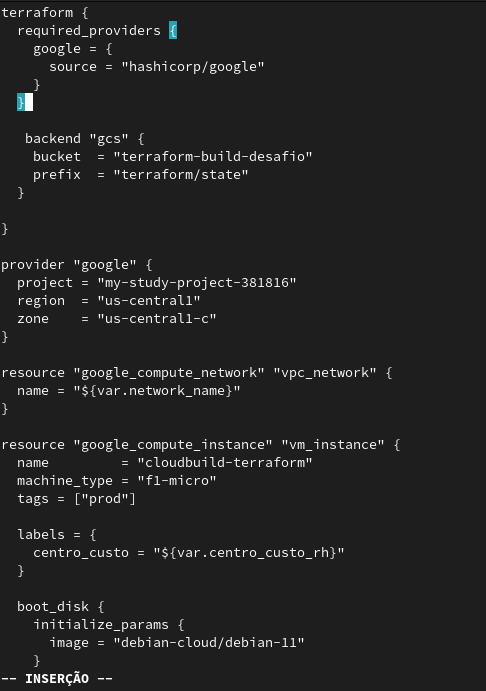 terraform {
  required_providers {
    google = {
      source = "hashicorp/google"
    }
  }

   backend "gcs" {
    bucket  = "terraform-build-desafio"
    prefix  = "terraform/state"
  }

}

provider "google" {
  project = "my-study-project-381816"
  region  = "us-central1"
  zone    = "us-central1-c"
}

resource "google_compute_network" "vpc_network" {
  name = "${var.network_name}"
}

resource "google_compute_instance" "vm_instance" {
  name         = "cloudbuild-terraform"
  machine_type = "f1-micro"
  tags = ["prod"]

  labels = {
    centro_custo = "${var.centro_custo_rh}"
  }

  boot_disk {
    initialize_params {
      image = "debian-cloud/debian-11"
    }
-- INSERÇÃO --